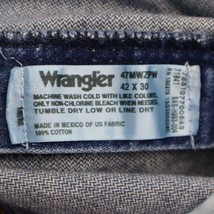 Wrangler
47MWZPW
42 X 30
MACHINE WASH COLD WITH LIKE COLORS,
ONLY NON-CHLORINE BLEACH WHEN NEEDED,
TUMBLE DRY LOW OR LINE DRY
MADE IN MEXICO OF US FABRIC
100% COTTON